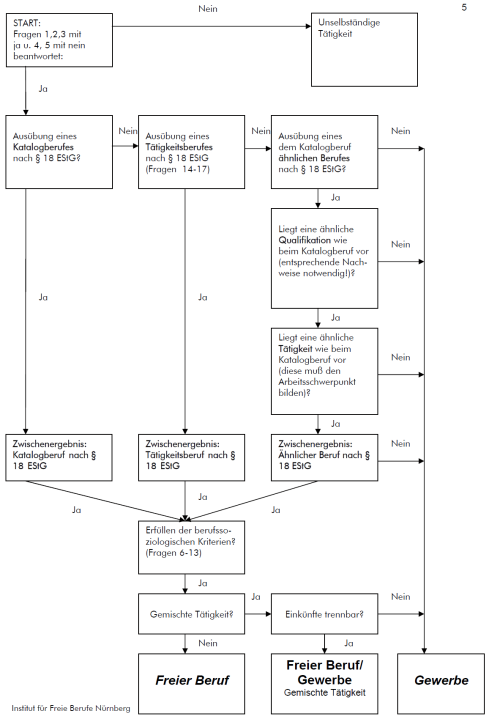 5
Nein
START:
Fragen 1,2,3 mit
ja u. 4, 5 mit nein
beantwortet:
Unselbständige
Tätigkeit
Ja
Ausübung eines
Katalogberufes
nach § 18 EStG?
Nein
Ausübung eines
Tätigkeitsberufes
nach § 18 EStG
(Fragen 14-17)
Nein
Ausübung eines
dem Katalogberuf
ähnlichen Berufes
nach § 18 EStG?
Nein
Ja
Liegt eine ähnliche
Qualifikation wie
beim Katalogberuf vor
(entsprechende Nach-
weise notwendig!)?
Nein
Ja
Ja
Ja
Liegt eine ähnliche
Tätigkeit wie beim
Katalogberuf vor
(diese muß den
Arbeitsschwerpunkt
bilden)?
Nein
Ja
Zwischenergebnis:
Katalogberuf nach §
18 EStG
Zwischenergebnis:
Tätigkeitsberuf nach §
18 EStG
Zwischenergebnis:
Ähnlicher Beruf nach §
18 EStG
Nein
Ja
Ja
Ja
Erfüllen der berufsso-
ziologischen Kriterien?
(Fragen 6-13)
Ja
Gemischte Tätigkeit?
Ja
Einkünfte trennbar?
Nein
Nein
Ja
Freier Beruf
Freier Beruf/
Gewerbe
Gemischte Tätigkeit
Gewerbe
Institut für Freie Berufe Nürnberg